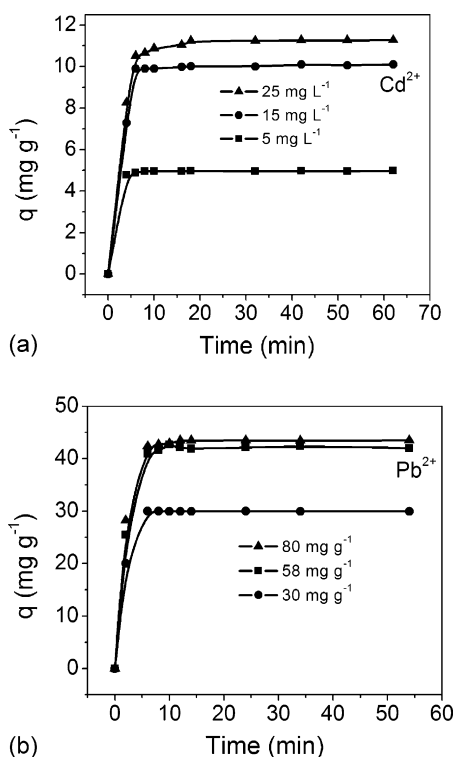 12
10
8
6
4
2
0
q (mg g⁻¹)
Cd²⁺
25 mg L⁻¹
15 mg L⁻¹
5 mg L⁻¹
0 10 20 30 40 50 60 70
(a) Time (min)
50
40
30
20
10
0
q (mg g⁻¹)
Pb²⁺
80 mg g⁻¹
58 mg g⁻¹
30 mg g⁻¹
0 10 20 30 40 50 60
(b) Time (min)